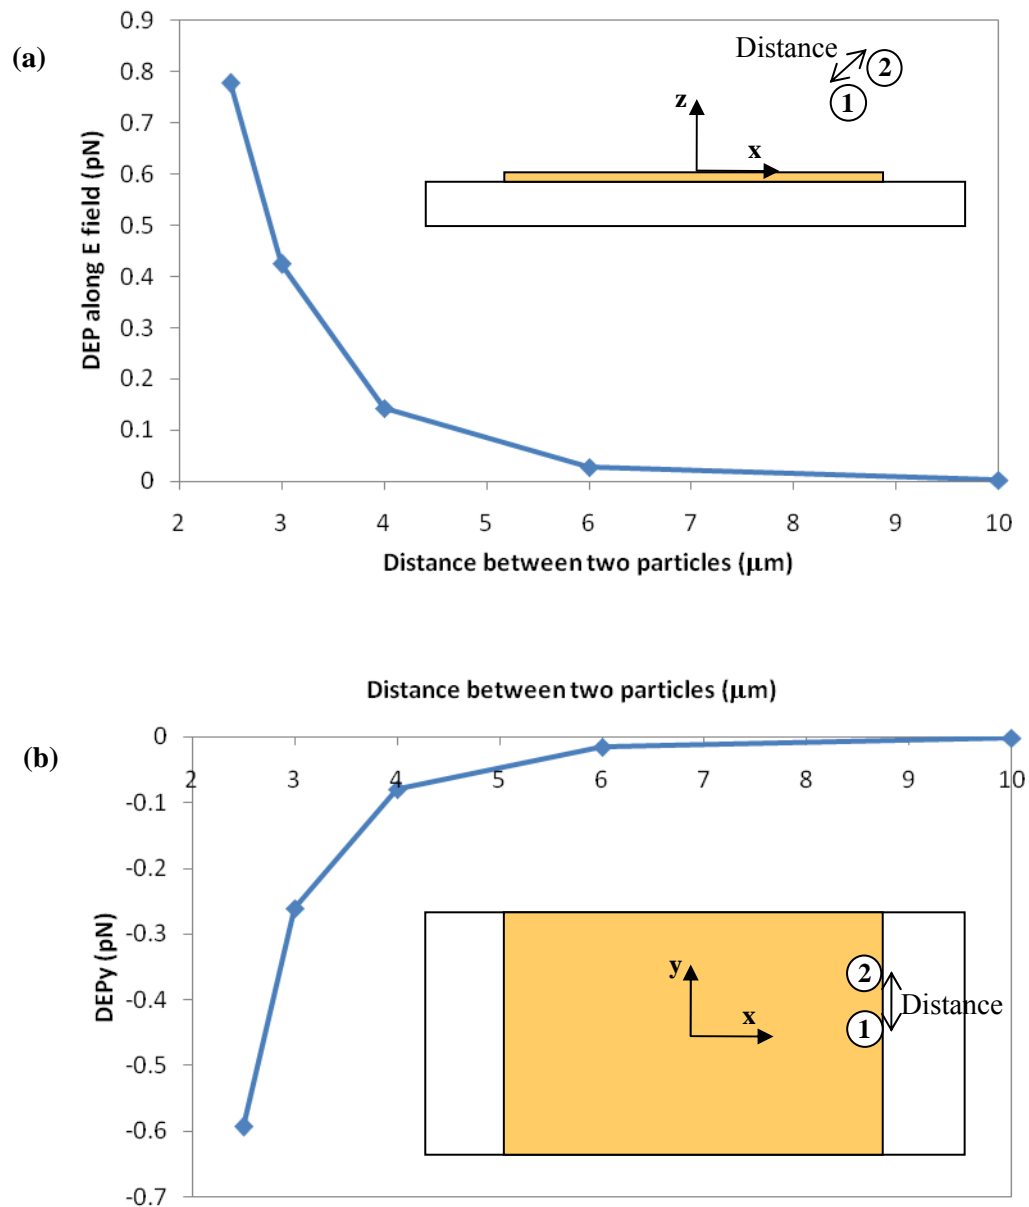 (a)
DEP along E field (pN)
0.9
0.8
0.7
0.6
0.5
0.4
0.3
0.2
0.1
0
2 3 4 5 6 7 8 9 10
Distance between two particles (μm)
Distance
2
1
z
x
Distance between two particles (μm)
(b)
DEPy (pN)
0
-0.1
-0.2
-0.3
-0.4
-0.5
-0.6
-0.7
2 3 4 5 6 7 8 9 10
y
x
2
1
Distance